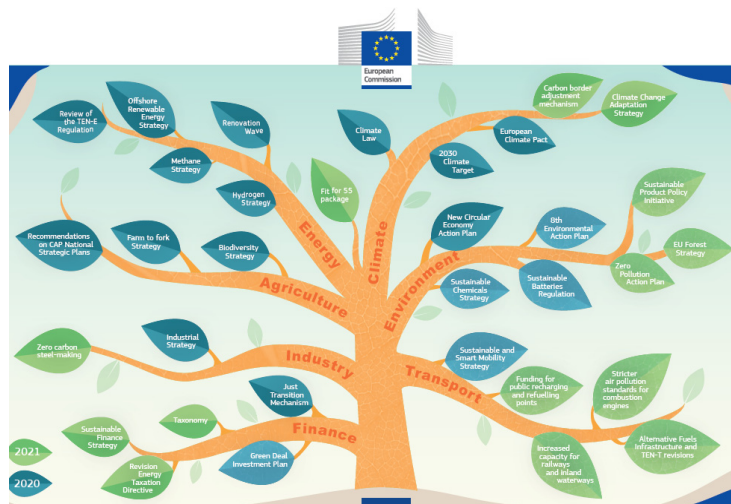 European
Commission
Review of
the TEN-E
Regulation
Offshore
Renewable
Energy
Strategy
Renovation
Wave
Methane
Strategy
Hydrogen
Strategy
Energy
Fit for 55
package
Climate
Law
2030
Climate
Target
European
Climate Pact
Carbon border
adjustment
mechanism
Climate Change
Adaptation
Strategy
Climate
Recommendations
on CAP National
Strategic Plans
Farm to fork
Strategy
Biodiversity
Strategy
Agriculture
New Circular
Economy
Action Plan
8th
Environmental
Action Plan
Sustainable
Product Policy
Initiative
EU Forest
Strategy
Zero
Pollution
Action Plan
Sustainable
Chemicals
Strategy
Sustainable
Batteries
Regulation
Environment
Zero carbon
steel-making
Industrial
Strategy
Industry
Sustainable and
Smart Mobility
Strategy
Funding for
public recharging
and refuelling
points
Stricter
air pollution
standards for
combustion
engines
Increased
capacity for
railways
and inland
waterways
Alternative Fuels
Infrastructure and
TEN-T revisions
Transport
Just
Transition
Mechanism
Taxonomy
Sustainable
Finance
Strategy
Revision
Energy
Taxation
Directive
Green Deal
Investment Plan
Finance
2021
2020